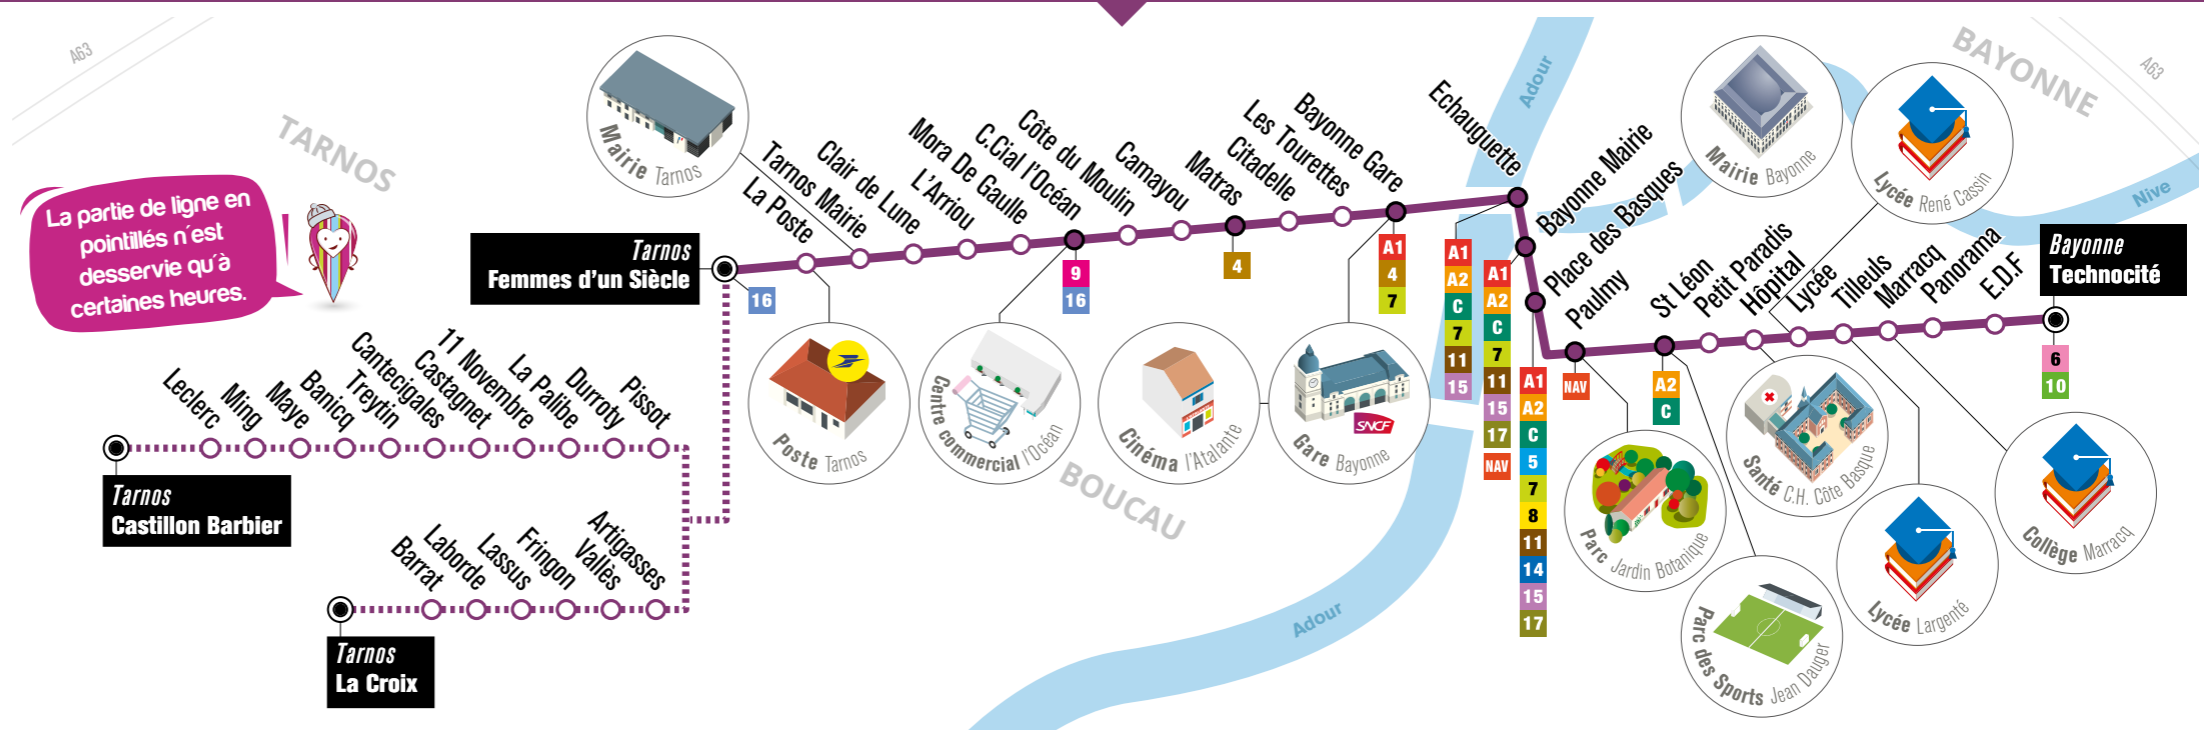 A63
TARNOS
La partie de ligne en
pointillés n'est
desservie qu'à
certaines heures.
Mairie Tarnos
Tarnos
Femmes d'un Siècle
16
La Poste
Tarnos Mairie
Clair de Lune
L'Arriou
Mora De Gaulle
C.Cial l'Océan
9
16
Côte du Moulin
Camayou
Matras
4
Citadelle
Les Tourettes
Bayonne Gare
A1
4
7
Echauguette
A1
A2
C
7
11
15
Bayonne Mairie
A1
A2
C
7
11
15
17
NAV
Place des Basques
A1
A2
C
5
7
8
11
14
15
17
Paulmy
NAV
St Léon
A2
C
Petit Paradis
Hôpital
Lycée
Tilleuls
Marracq
Panorama
E.D.F
Bayonne
Technocité
6
10
Adour
Mairie Bayonne
Lycée René Cassin
BAYONNE
A63
Nive
Leclerc
Ming
Maye
Banicq
Treytin
Cantecigales
Castagnet
11 Novembre
La Palibe
Durroty
Pissot
Tarnos
Castillon Barbier
Barrat
Laborde
Lassus
Fringon
Vallès
Artigasses
Tarnos
La Croix
Poste Tarnos
Centre commercial l'Océan
Cinéma l'Atalante
SNCF
Gare Bayonne
BOUCAU
Adour
Parc Jardin Botanique
Santé C.H. Côte Basque
Parc des Sports Jean Dauger
Lycée Largenté
Collège Marracq